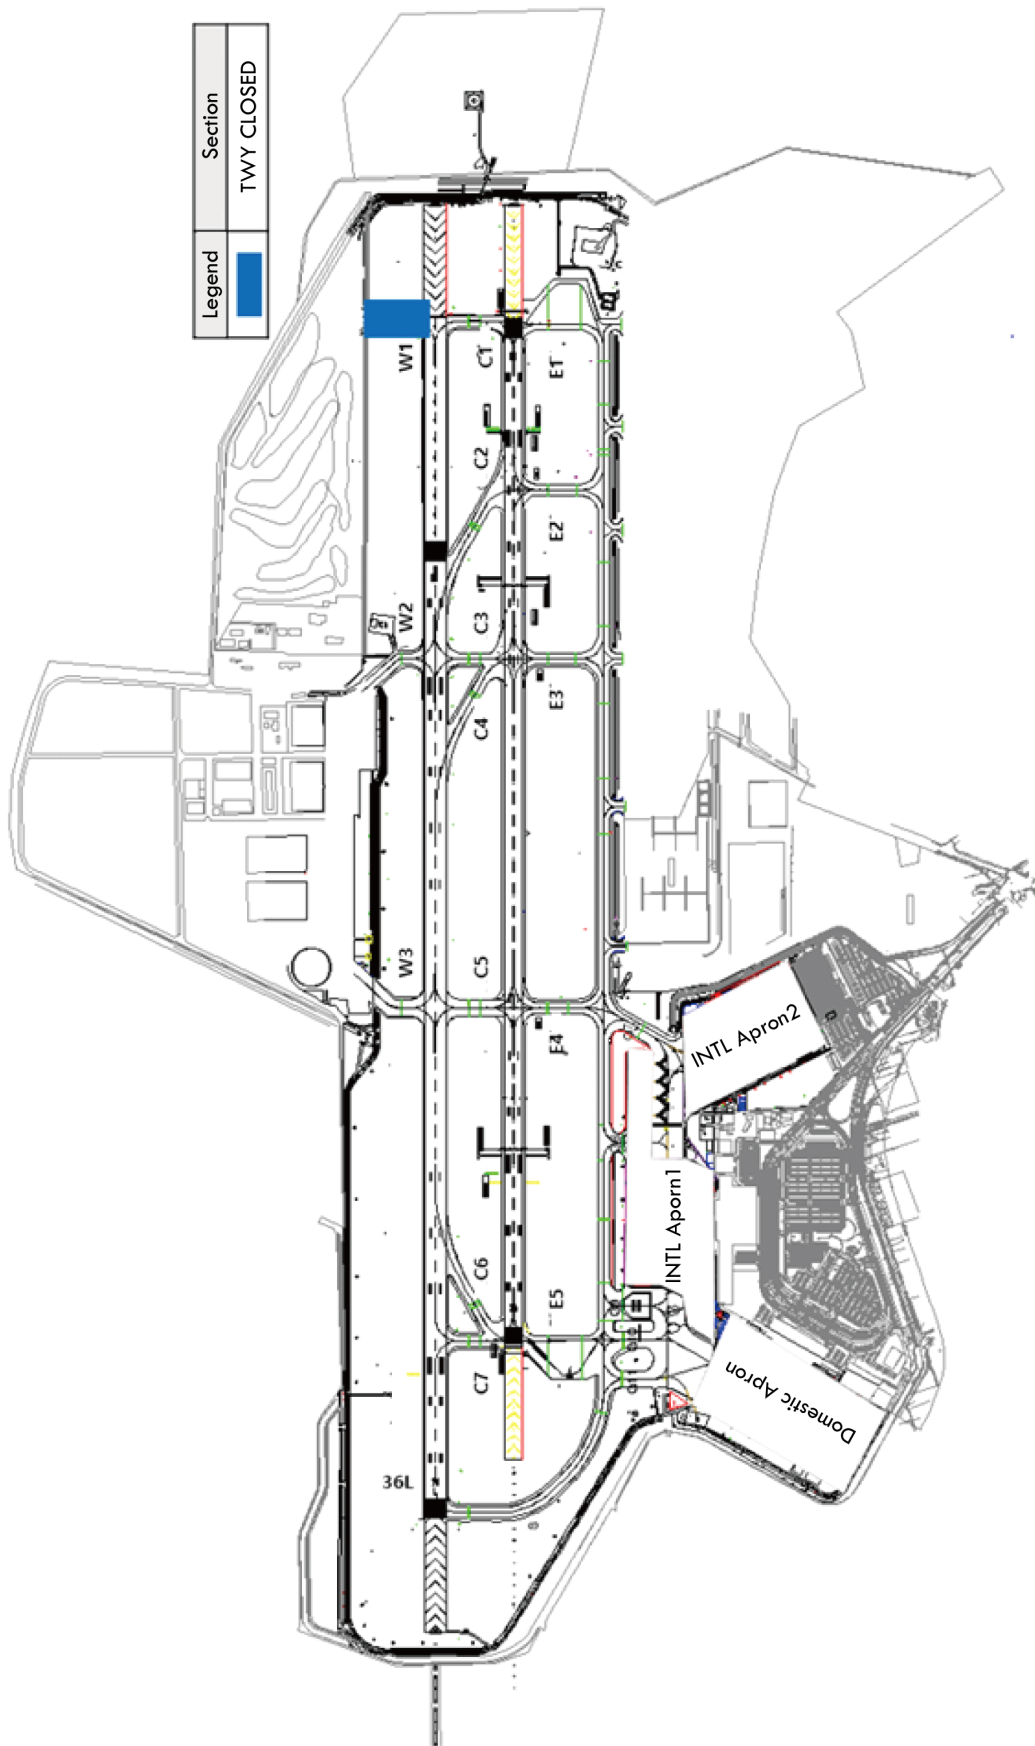 Legend Section
TWY CLOSED
W1
C1
E1
C2
E2
W2
C3
E3
C4
W3
C5
E4
C6
E5
C7
36L
INTL Apron2
INTL Aporn1
Domestic Apron